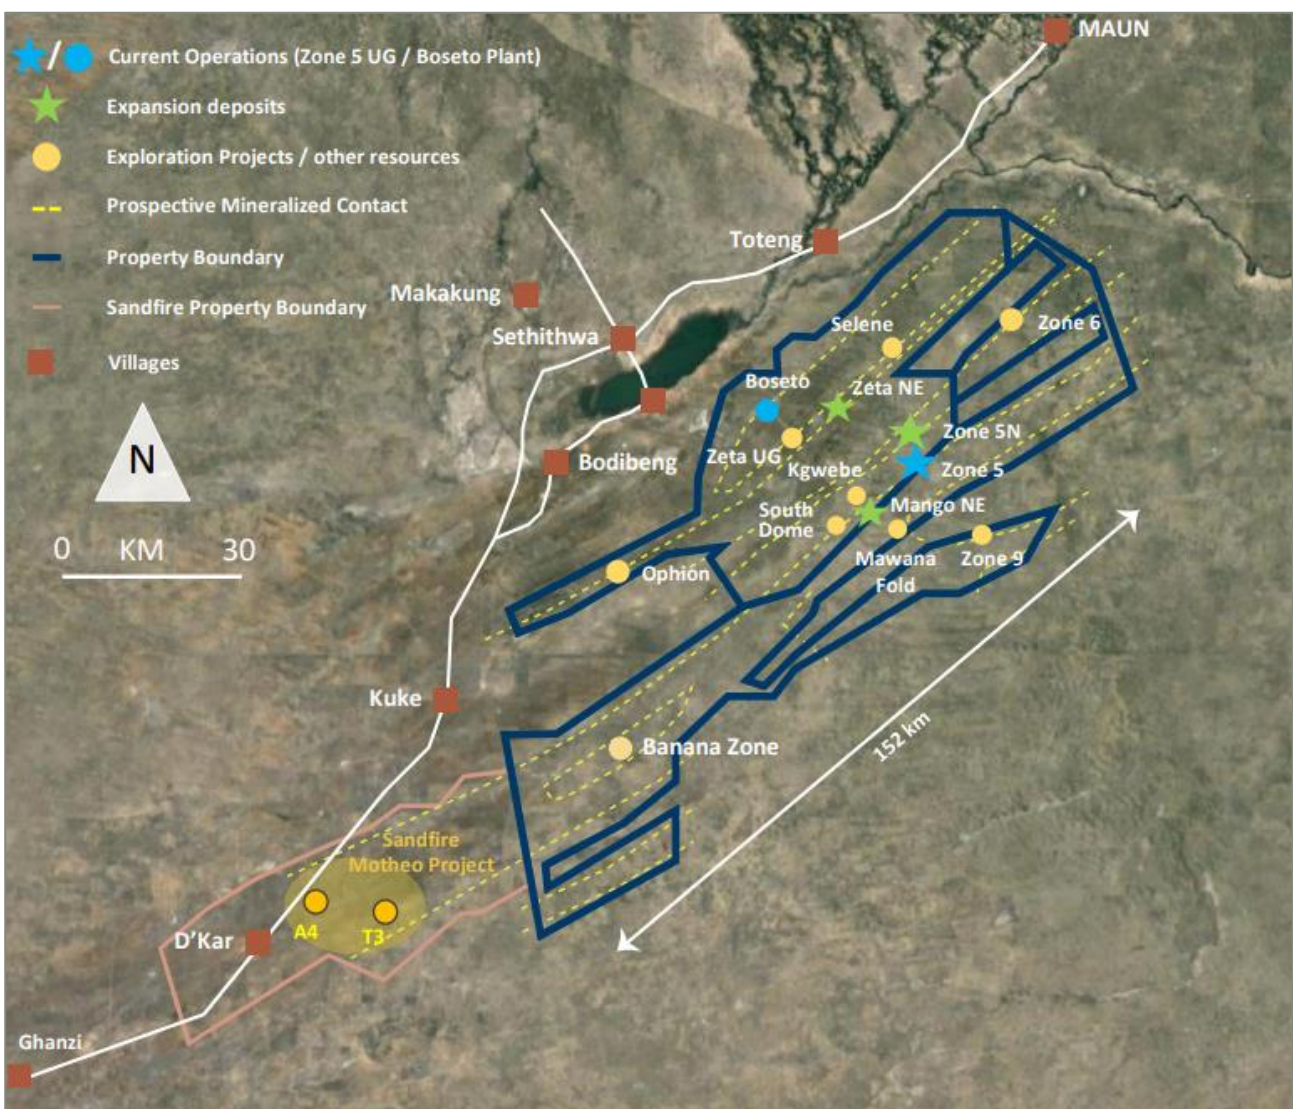 MAUN
Current Operations (Zone 5 UG / Boseto Plant)
/
Expansion deposits
Exploration Projects / other resources
Prospective Mineralized Contact
Property Boundary
Sandfire Property Boundary
Villages
N
0 KM 30
Toteng
Makakung
Sethithwa
Selene
Zone 6
Boseto
Zeta NE
Zone 5N
Bodibeng
Zeta UG
Kgwebe
Zone 5
South
Dome
Mango NE
Mawana
Fold
Zone 9
Ophion
Kuke
Banana Zone
152 km
Sandfire
Motheo Project
A4
T3
D'Kar
Ghanzi